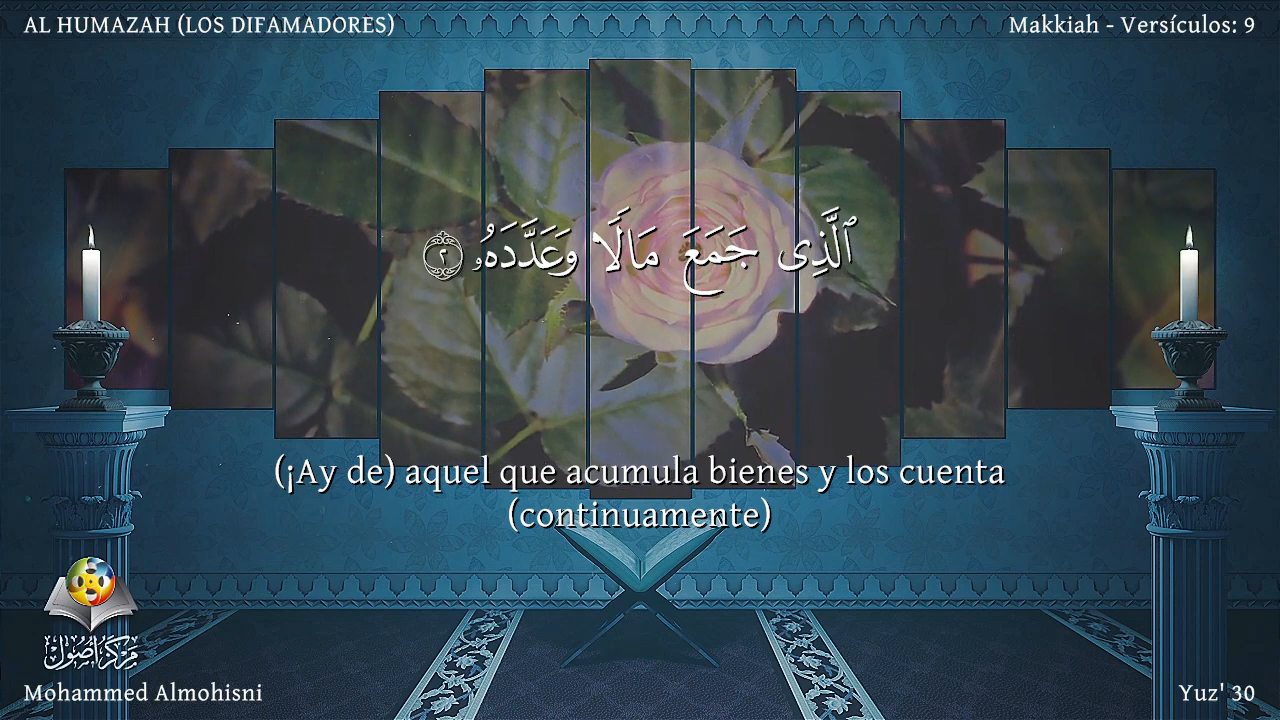 AL HUMAZAH (LOS DIFAMADORES)
Makkiah - Versículos: 9
ٱلَّذِى جَمَعَ مَالًا وَعَدَّدَهُۥ ٢
(¡Ay de) aquel que acumula bienes y los cuenta
(continuamente)
مركز أصول
Mohammed Almohisni
Yuz' 30